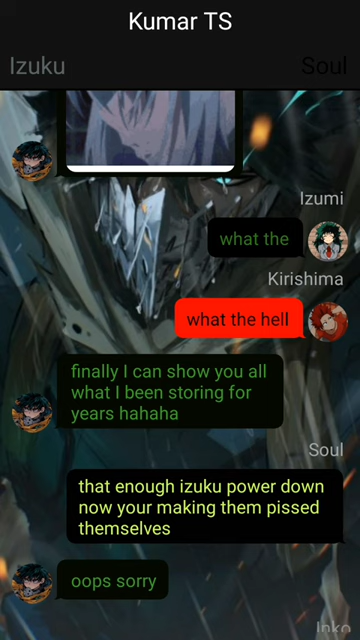 Kumar TS
Izuku
Soul
Izumi
what the
Kirishima
what the hell
finally I can show you all
what I been storing for
years hahaha
Soul
that enough izuku power down
now your making them pissed
themselves
oops sorry
Inko